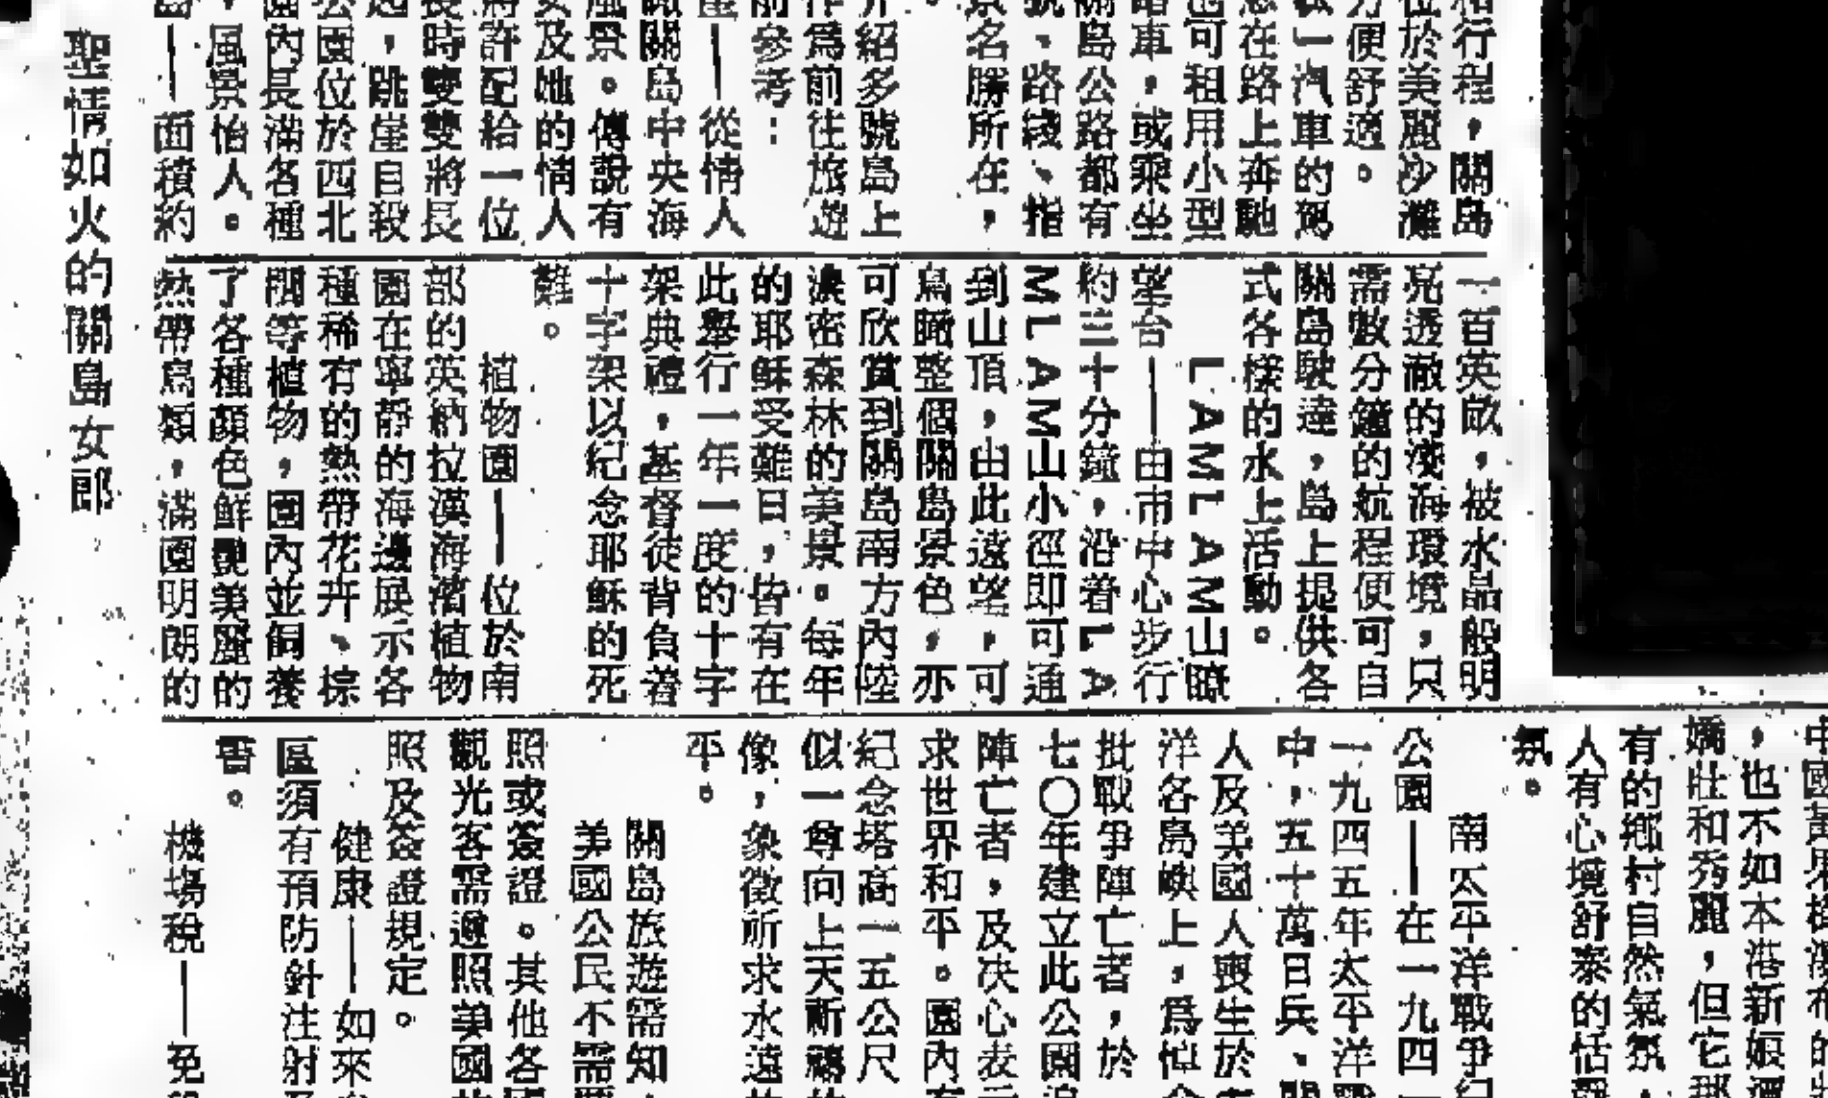 和行程，關島
位於美麗沙灘
方便舒適。
」汽車的駕
在路上奔馳
也可租用小型
車，或乘坐
關島公路都有
號、路綫、指
景名勝所在，
介紹多號島上
作為前往旅遊
前參考：
——從情人
瞰關島中央海
風景。傳說有
女及她的情人
將許配給一位
長時雙雙將長
起，跳崖自殺
公園位於西北
園內長滿各種
，風景怡人。
島——面積約
聖情如火的關島女郎
一百英畝，被水晶般明
亮透澈的淺海環境，只
需數分鐘的航程便可自
關島駛達，島上提供各
式各樣的水上活動。
LAMLAM山瞭
望台——由市中心步行
約三十分鐘，沿着LA
MLAM山小徑即可通
到山頂，由此遠望，可
鳥瞰整個關島景色，亦
可欣賞到關島南方內陸
濃密森林的美景。每年
的耶穌受難日，皆有在
此舉行一年一度的十字
架典禮，基督徒背負着
十字架以紀念耶穌的死
難。
植物園——位於南
部的英納拉漢海濱植物
園在寧靜的海邊展示各
種稀有的熱帶花卉、棕
櫚等植物，園內並飼養
了各種顏色鮮艷美麗的
熱帶鳥類，滿園明朗的
，也不如本港新娘潭
嬌壯和秀麗，但它那
有的鄉村自然氣氛，
人有心境舒泰的恬靜
氛。
南太平洋戰爭紀
公園——在一九四一
一九四五年太平洋戰
中，五十萬日兵、關
人及美國人喪生於
洋各島嶼上，為悼念
批戰爭陣亡者，於
七〇年建立此公園追
陣亡者，及決心表示
求世界和平。園內有
紀念塔高一五公尺
似一尊向上天祈禱的
像，象徵所求永遠
平。
關島旅遊需知：
美國公民不需要
照或簽證。其他各國
觀光客需遵照美國
照及簽證規定。
健康——如來
區須有預防針注射
書。
機場稅——免